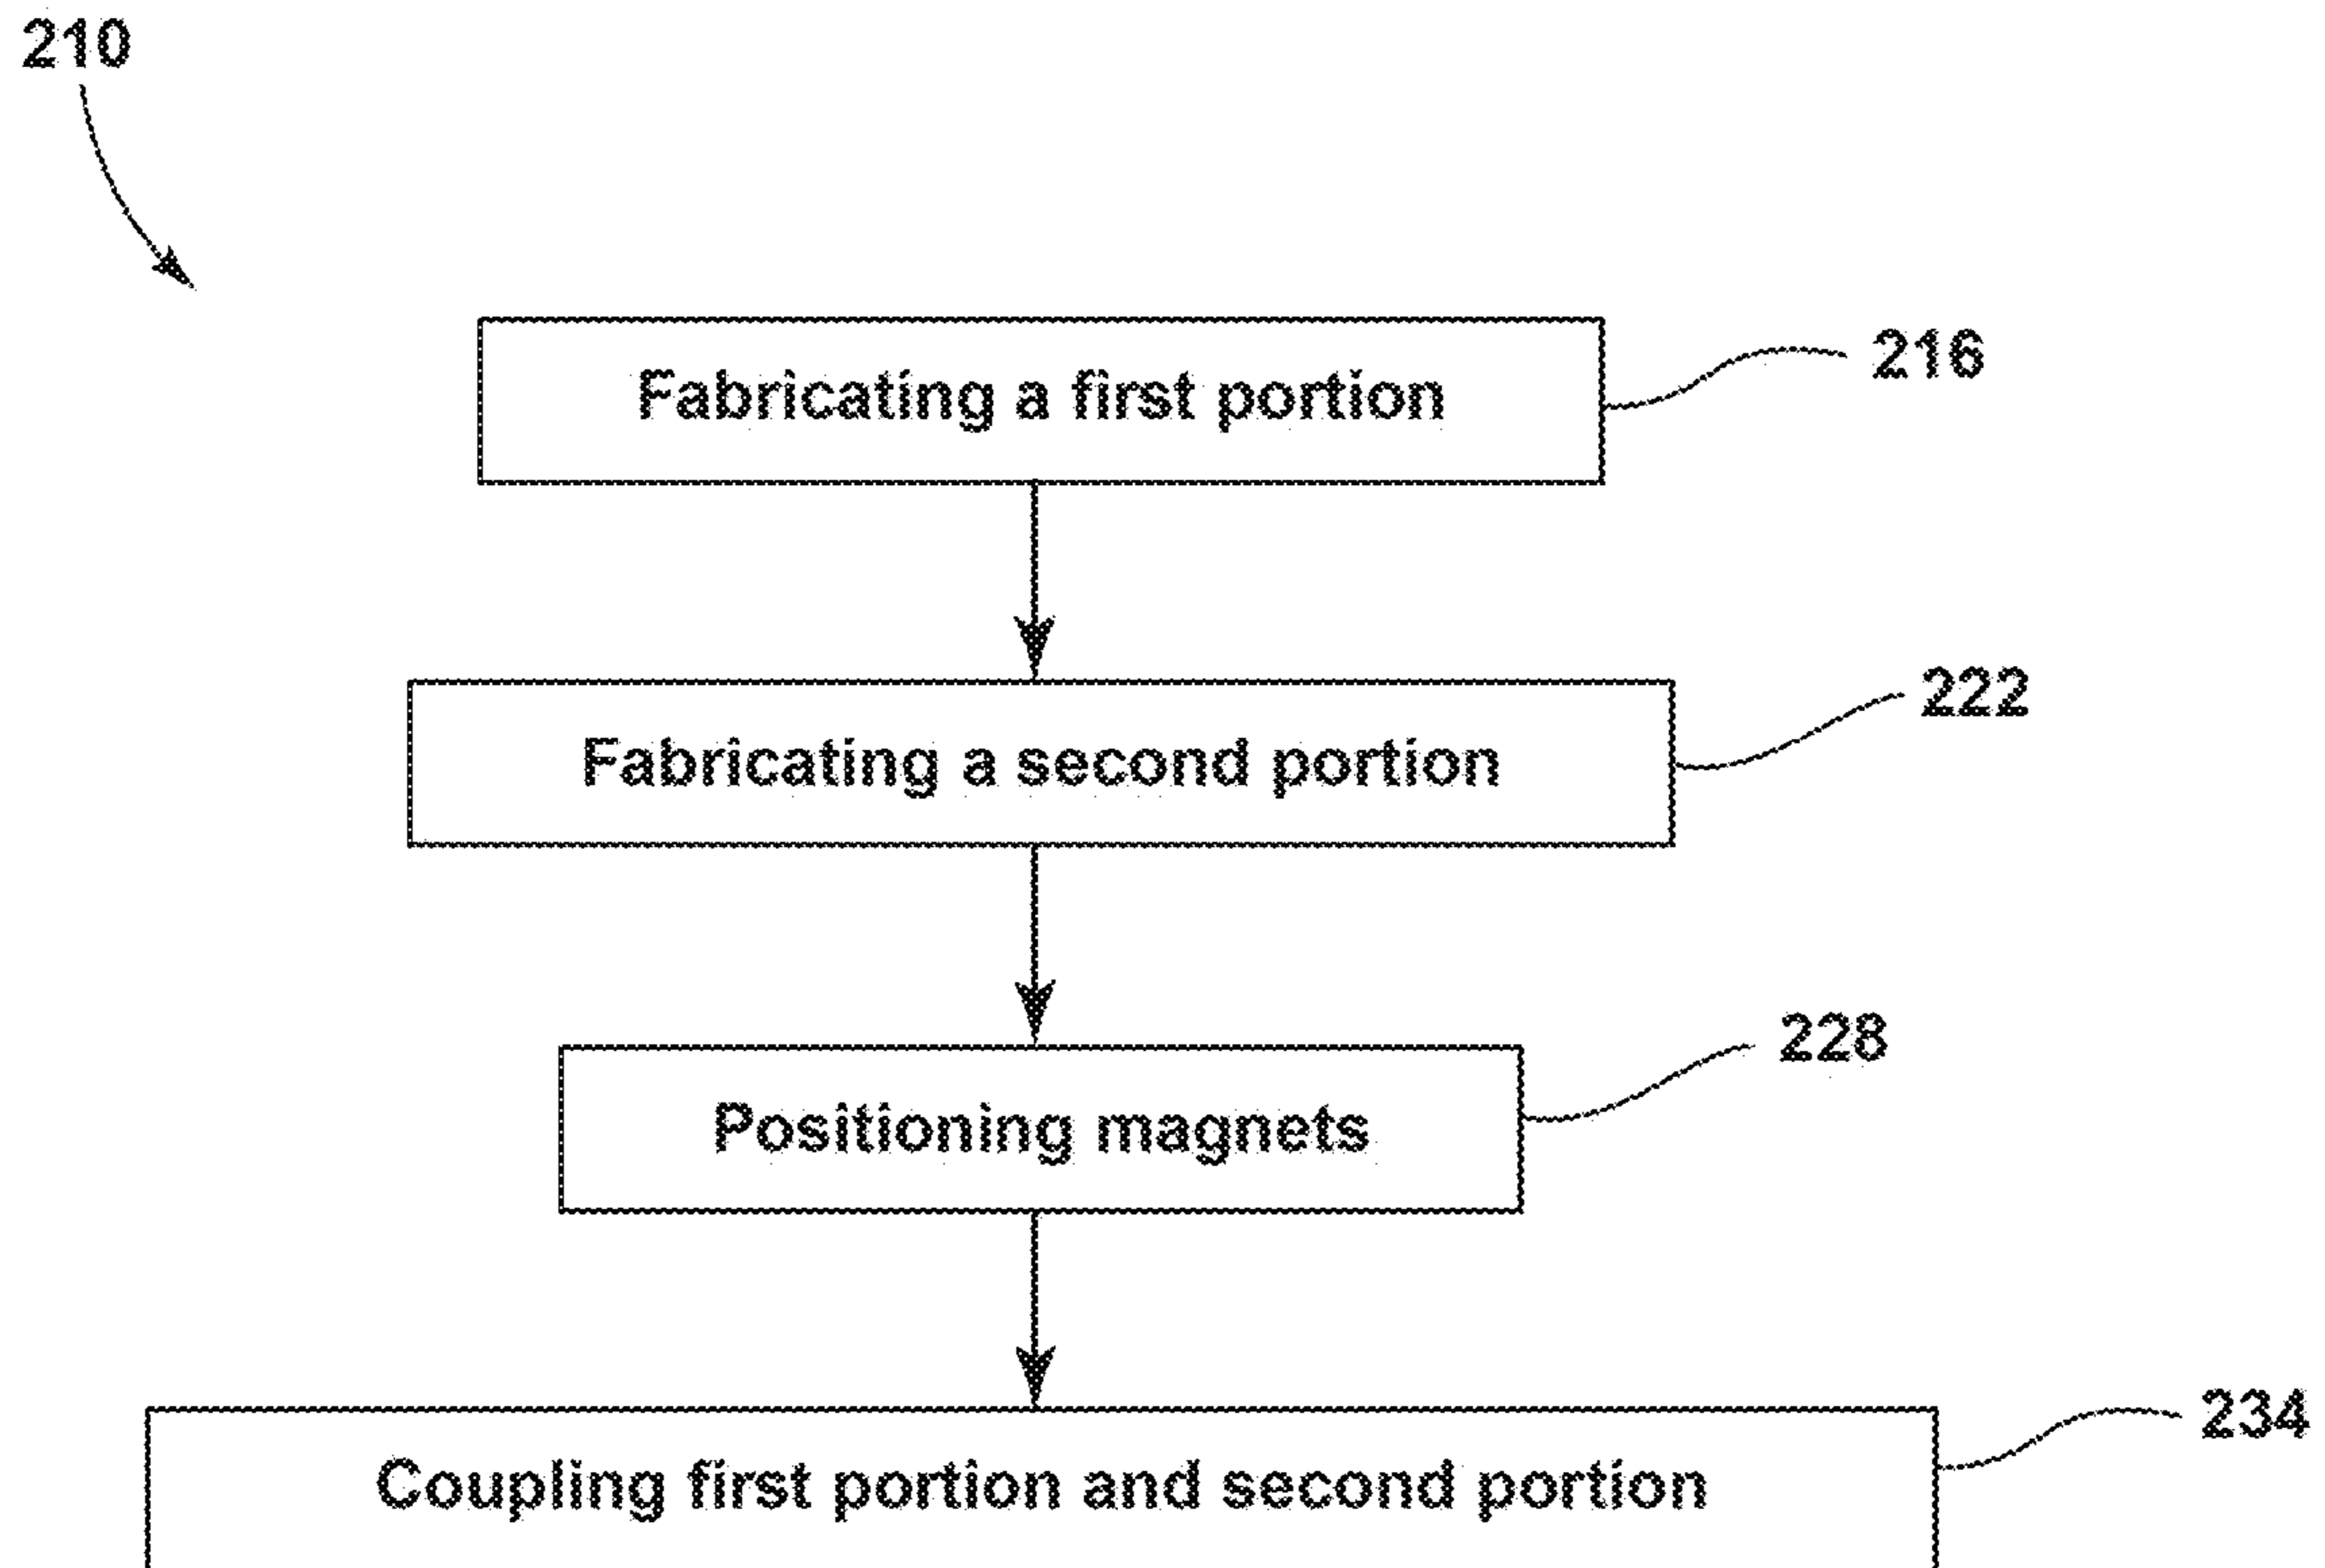 210
Fabricating a first portion
216
Fabricating a second portion
222
Positioning magnets
228
Coupling first portion and second portion
234